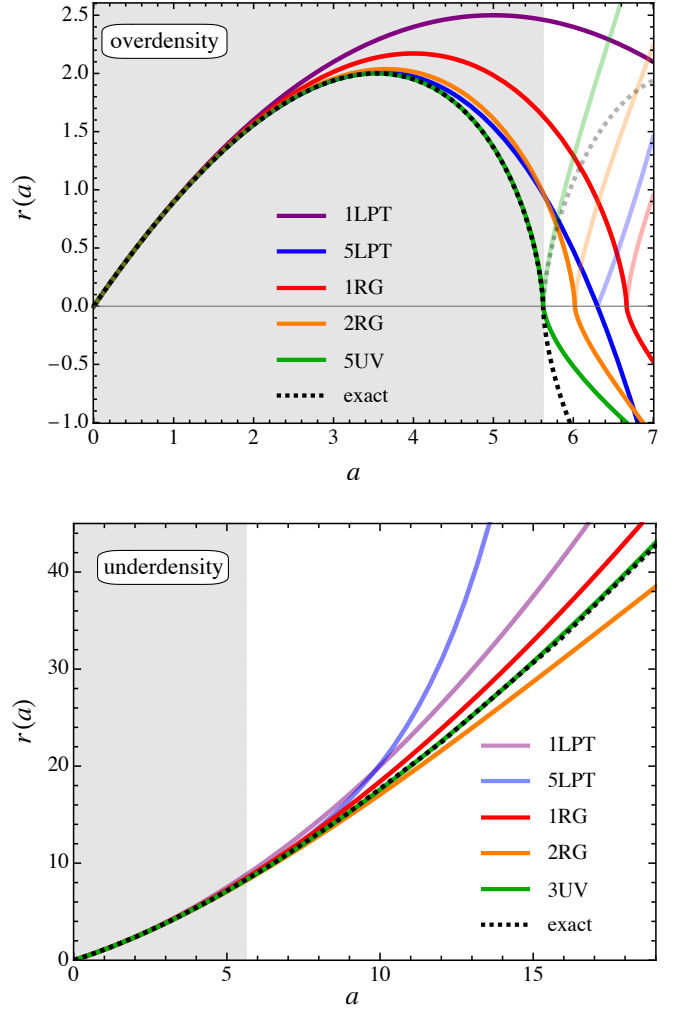 overdensity
2.5
2.0
1.5
1.0
0.5
0.0
−0.5
−1.0
r(a)
1LPT
5LPT
1RG
2RG
5UV
exact
0 1 2 3 4 5 6 7
a
underdensity
40
30
20
10
0
r(a)
1LPT
5LPT
1RG
2RG
3UV
exact
0 5 10 15
a